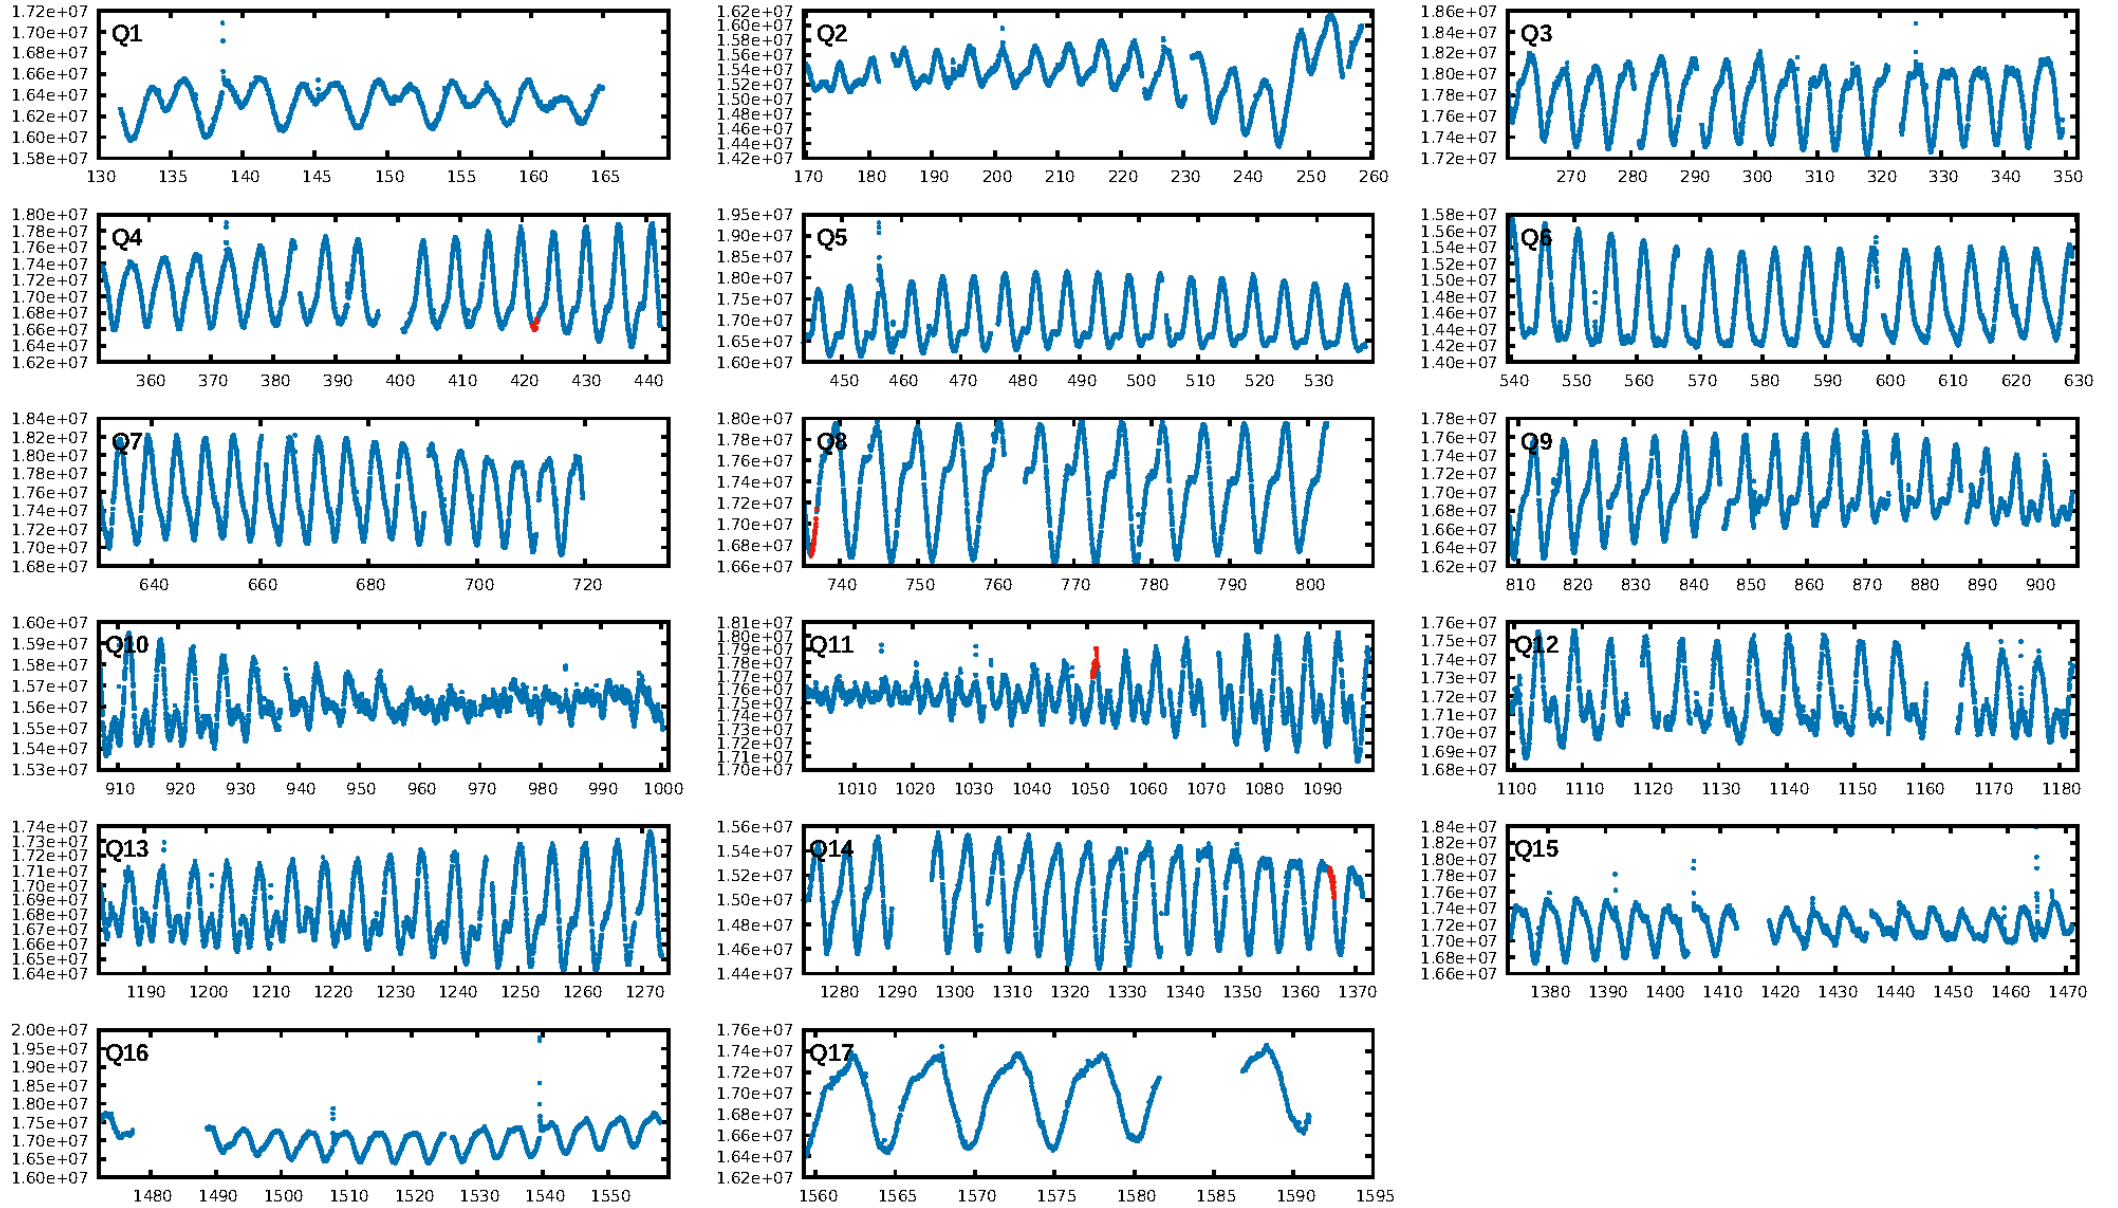 1.72e+07
1.70e+07
1.68e+07
1.66e+07
1.64e+07
1.62e+07
1.60e+07
1.58e+07
Q1
130 135 140 145 150 155 160 165
1.62e+07
1.60e+07
1.58e+07
1.56e+07
1.54e+07
1.52e+07
1.50e+07
1.48e+07
1.46e+07
1.44e+07
1.42e+07
Q2
170 180 190 200 210 220 230 240 250 260
1.86e+07
1.84e+07
1.82e+07
1.80e+07
1.78e+07
1.76e+07
1.74e+07
1.72e+07
Q3
270 280 290 300 310 320 330 340 350
1.80e+07
1.78e+07
1.76e+07
1.74e+07
1.72e+07
1.70e+07
1.68e+07
1.66e+07
1.64e+07
1.62e+07
Q4
360 370 380 390 400 410 420 430 440
1.95e+07
1.90e+07
1.85e+07
1.80e+07
1.75e+07
1.70e+07
1.65e+07
1.60e+07
Q5
450 460 470 480 490 500 510 520 530
1.58e+07
1.56e+07
1.54e+07
1.52e+07
1.50e+07
1.48e+07
1.46e+07
1.44e+07
1.42e+07
1.40e+07
Q6
540 550 560 570 580 590 600 610 620 630
1.84e+07
1.82e+07
1.80e+07
1.78e+07
1.76e+07
1.74e+07
1.72e+07
1.70e+07
1.68e+07
Q7
640 660 680 700 720
1.80e+07
1.78e+07
1.76e+07
1.74e+07
1.72e+07
1.70e+07
1.68e+07
1.66e+07
Q8
740 750 760 770 780 790 800
1.78e+07
1.76e+07
1.74e+07
1.72e+07
1.70e+07
1.68e+07
1.66e+07
1.64e+07
1.62e+07
Q9
810 820 830 840 850 860 870 880 890 900
1.60e+07
1.59e+07
1.58e+07
1.57e+07
1.56e+07
1.55e+07
1.54e+07
1.53e+07
Q10
910 920 930 940 950 960 970 980 990 1000
1.81e+07
1.80e+07
1.79e+07
1.78e+07
1.77e+07
1.76e+07
1.75e+07
1.74e+07
1.73e+07
1.72e+07
1.71e+07
1.70e+07
Q11
1010 1020 1030 1040 1050 1060 1070 1080 1090
1.76e+07
1.75e+07
1.74e+07
1.73e+07
1.72e+07
1.71e+07
1.70e+07
1.69e+07
1.68e+07
Q12
1100 1110 1120 1130 1140 1150 1160 1170 1180
1.74e+07
1.73e+07
1.72e+07
1.71e+07
1.70e+07
1.69e+07
1.68e+07
1.67e+07
1.66e+07
1.65e+07
1.64e+07
Q13
1190 1200 1210 1220 1230 1240 1250 1260 1270
1.56e+07
1.54e+07
1.52e+07
1.50e+07
1.48e+07
1.46e+07
1.44e+07
Q14
1280 1290 1300 1310 1320 1330 1340 1350 1360 1370
1.84e+07
1.82e+07
1.80e+07
1.78e+07
1.76e+07
1.74e+07
1.72e+07
1.70e+07
1.68e+07
1.66e+07
Q15
1380 1390 1400 1410 1420 1430 1440 1450 1460 1470
2.00e+07
1.95e+07
1.90e+07
1.85e+07
1.80e+07
1.75e+07
1.70e+07
1.65e+07
1.60e+07
Q16
1480 1490 1500 1510 1520 1530 1540 1550
1.76e+07
1.74e+07
1.72e+07
1.70e+07
1.68e+07
1.66e+07
1.64e+07
1.62e+07
Q17
1560 1565 1570 1575 1580 1585 1590 1595